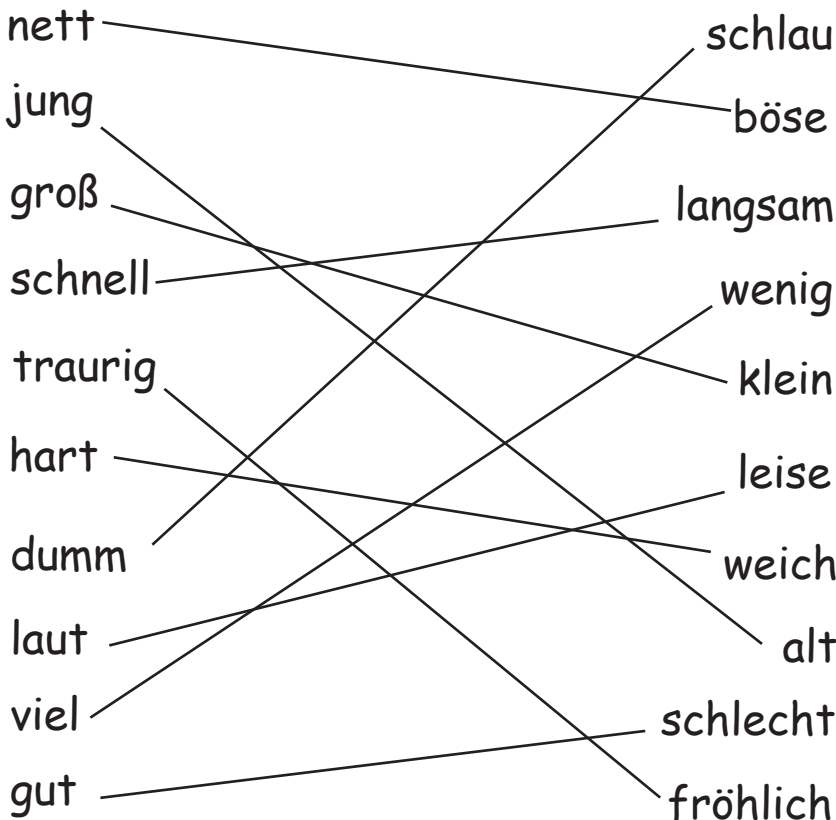 nett
schlau
jung
böse
groß
langsam
schnell
wenig
traurig
klein
hart
leise
dumm
weich
laut
alt
viel
schlecht
gut
fröhlich